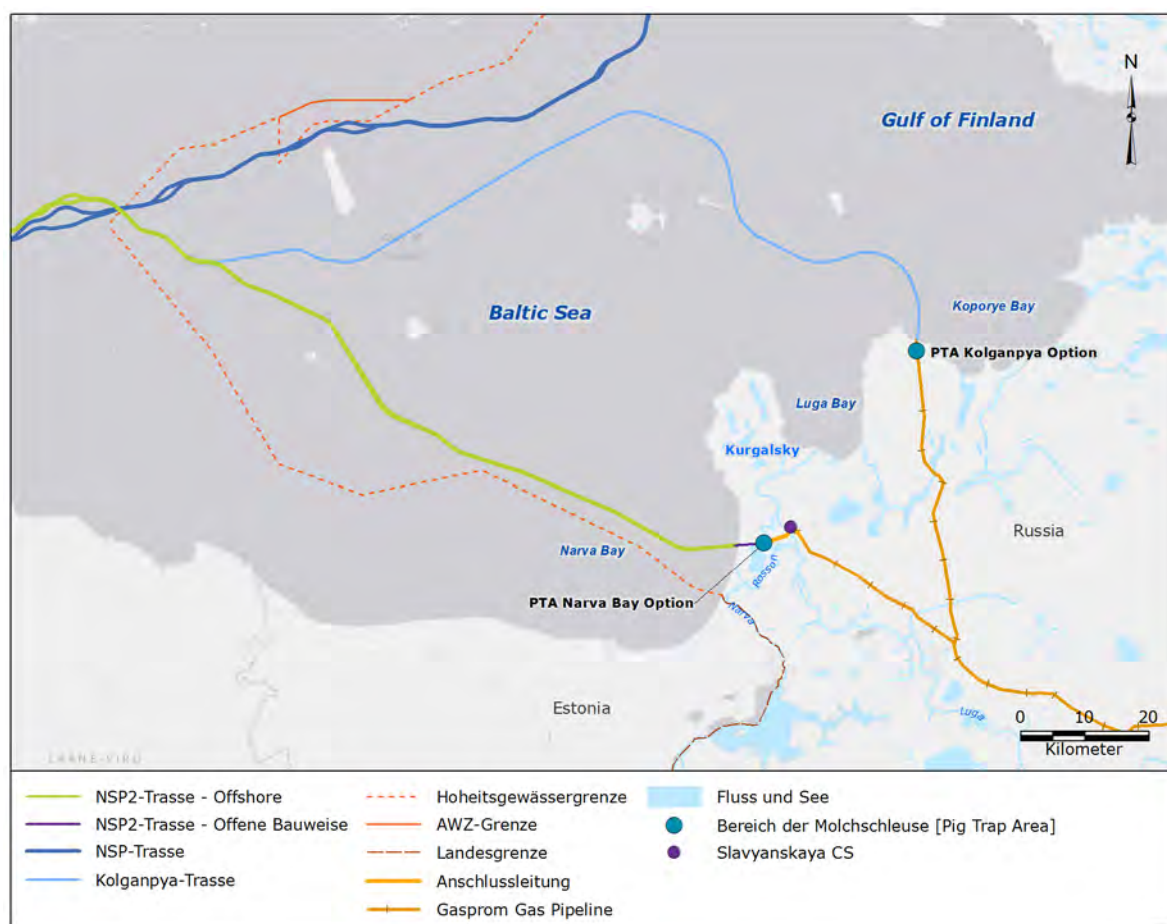 N
Gulf of Finland
Baltic Sea
Koporye Bay
PTA Kolganpya Option
Luga Bay
Kurgalsky
Russia
Narva Bay
Rosson
PTA Narva Bay Option
Narva
Estonia
Luga
0 10 20
Kilometer
LÄÄNE-VIRU
NSP2-Trasse - Offshore
NSP2-Trasse - Offene Bauweise
NSP-Trasse
Kolganpya-Trasse
Hoheitsgewässergrenze
AWZ-Grenze
Landesgrenze
Anschlussleitung
Gasprom Gas Pipeline
Fluss und See
Bereich der Molchschleuse [Pig Trap Area]
Slavyanskaya CS